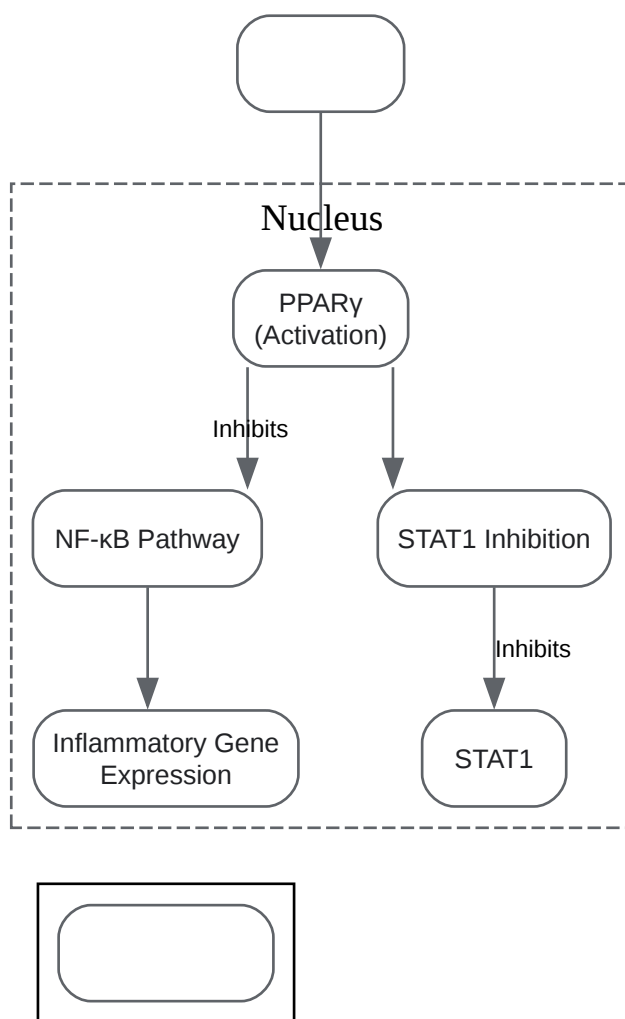 Nucleus
PPARγ
(Activation)
Inhibits
NF-κB Pathway
STAT1 Inhibition
Inhibits
Inflammatory Gene
Expression
STAT1